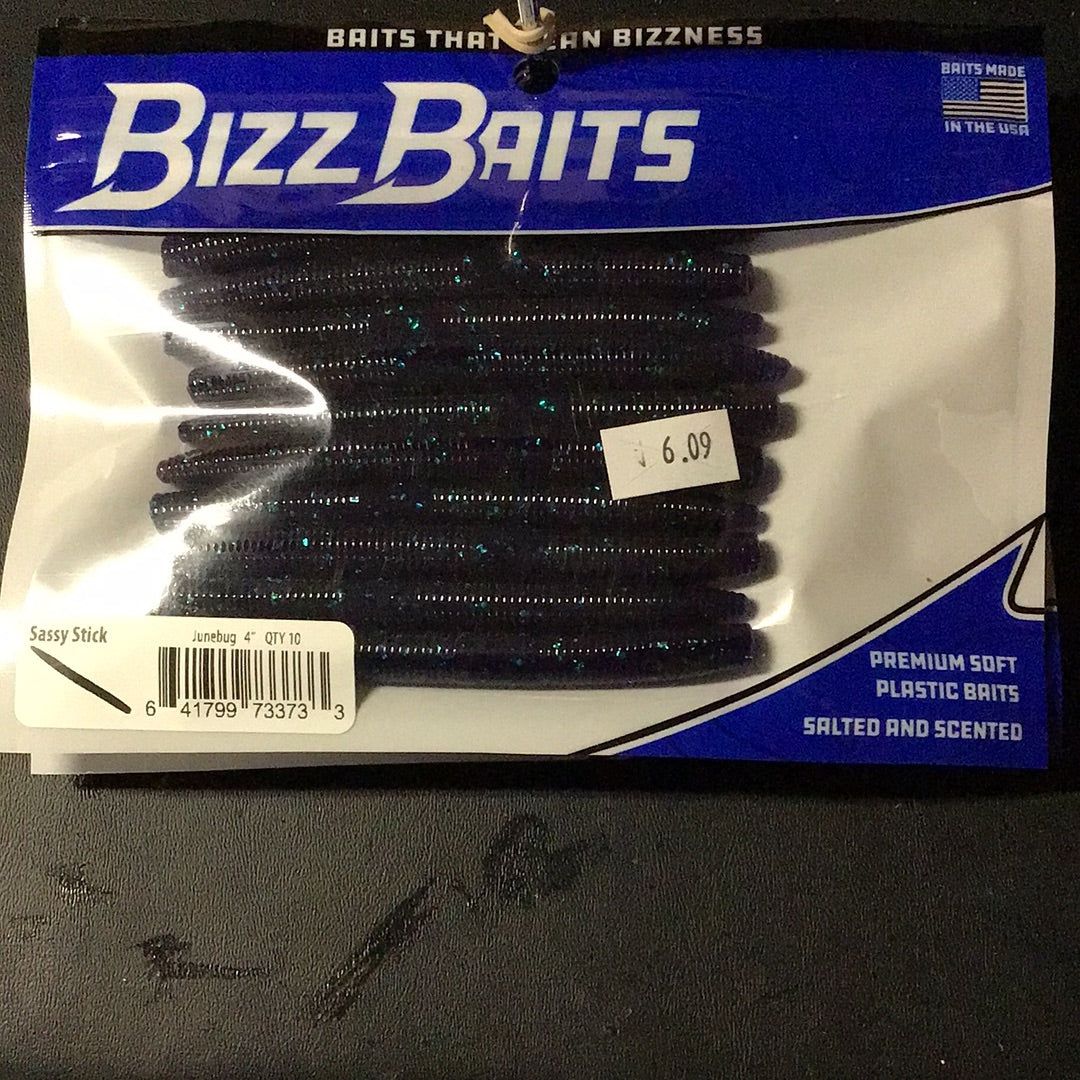 BAITS THAT BIZZNESS
BIZZ BAITS
BAITS MADE
IN THE USA
6.09
Sassy Stick
Junebug 4" QTY 10
6 41799 73373 3
PREMIUM SOFT
PLASTIC BAITS
SALTED AND SCENTED